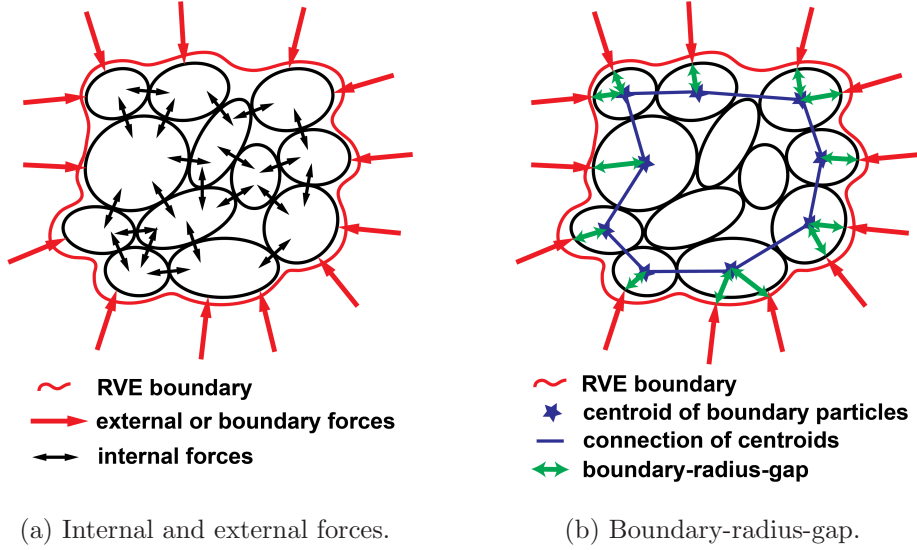 RVE boundary
external or boundary forces
internal forces
(a) Internal and external forces.
RVE boundary
centroid of boundary particles
connection of centroids
boundary-radius-gap
(b) Boundary-radius-gap.